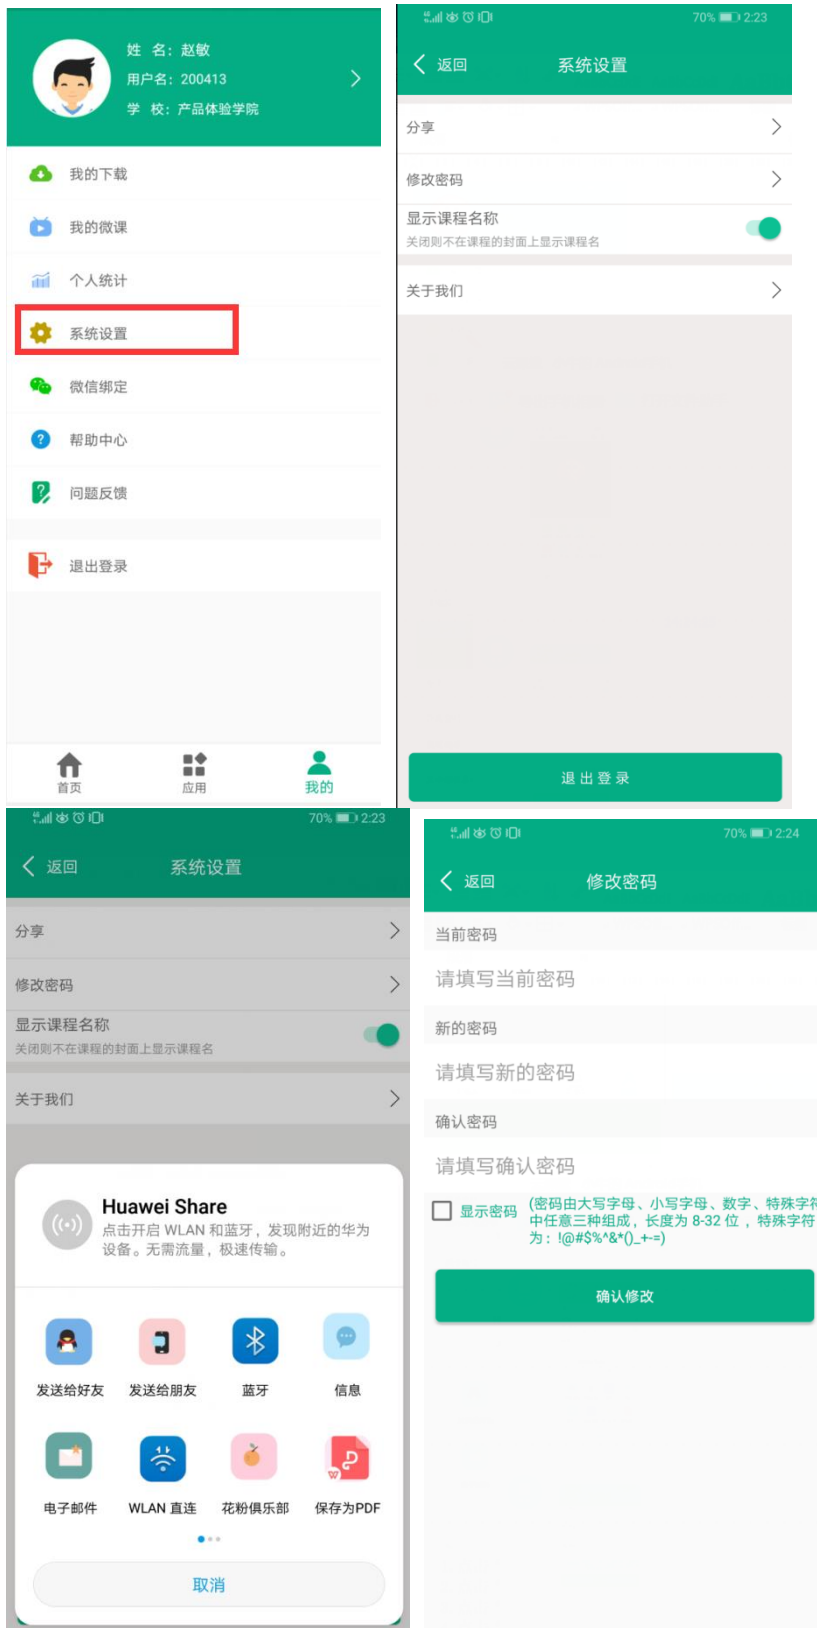 姓 名：赵敏
用户名：200413
学 校：产品体验学院
我的下载
我的微课
个人统计
系统设置
微信绑定
帮助中心
问题反馈
退出登录
首页
应用
我的
70% 2:23
返回
系统设置
分享
修改密码
显示课程名称
关闭则不在课程的封面上显示课程名
关于我们
退出登录
70% 2:23
返回
系统设置
分享
修改密码
显示课程名称
关闭则不在课程的封面上显示课程名
关于我们
Huawei Share
点击开启 WLAN 和蓝牙，发现附近的华为
设备。无需流量，极速传输。
发送给好友
发送给朋友
蓝牙
信息
电子邮件
WLAN 直连
花粉俱乐部
保存为PDF
取消
70% 2:24
返回
修改密码
当前密码
请填写当前密码
新的密码
请填写新的密码
确认密码
请填写确认密码
显示密码
(密码由大写字母、小写字母、数字、特殊字符
中任意三种组成，长度为 8-32 位，特殊字符
为：!@#$%^&*()_+-=)
确认修改